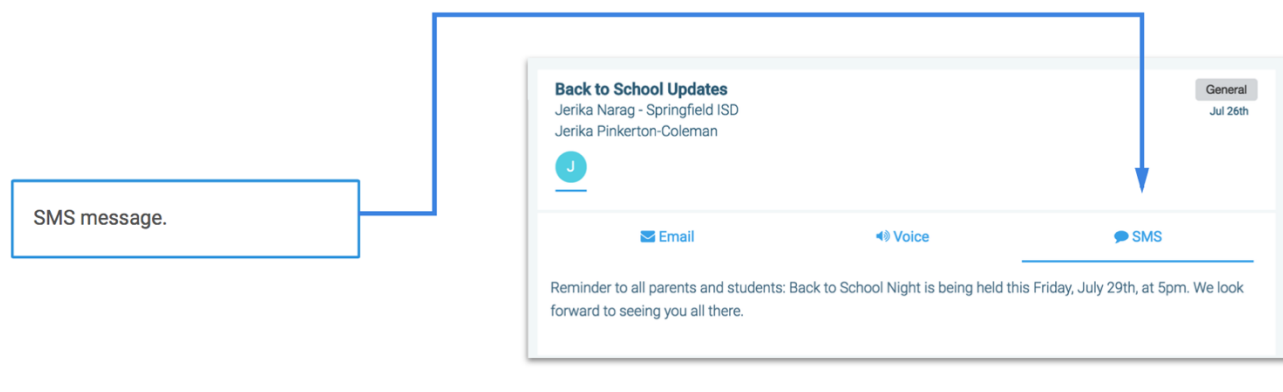 SMS message.
Back to School Updates
General
Jerika Narag - Springfield ISD
Jul 26th
Jerika Pinkerton-Coleman
J
Email
Voice
SMS
Reminder to all parents and students: Back to School Night is being held this Friday, July 29th, at 5pm. We look
forward to seeing you all there.